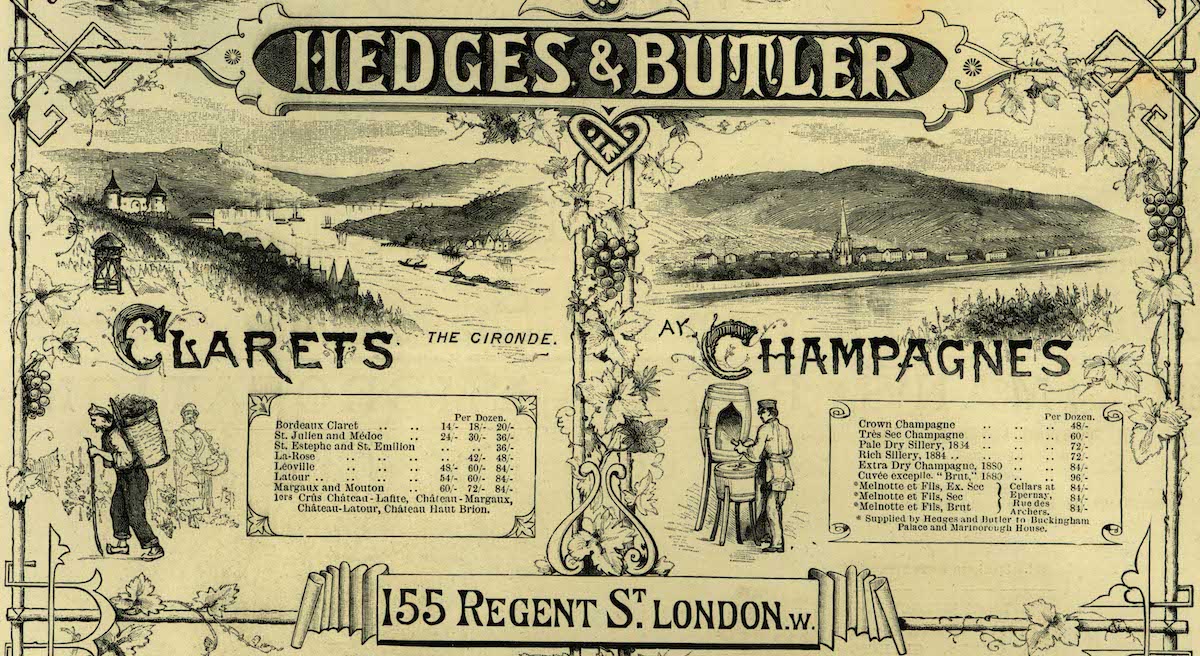 HEDGES & BUTLER
CLARETS.
THE GIRONDE.
Per Dozen.
Bordeaux Claret .. .. 14/- 18/- 20/-
St. Julien and Médoc .. 24/- 30/- 36/-
St. Estephe and St. Emilion .. 36/-
La-Rose .. .. .. 42/- 48/-
Léoville .. .. .. 48/- 60/- 84/-
Latour .. .. .. 54/- 60/- 84/-
Margaux and Mouton 60/- 72/- 84/-
1ers Crûs Château-Lafite, Château-Margaux,
Château-Latour, Château Haut Brion.
AY.
CHAMPAGNES
Per Dozen.
Crown Champagne .. .. .. 48/-
Très Sec Champagne .. .. .. 60/-
Pale Dry Sillery, 1884 .. .. .. 72/-
Rich Sillery, 1884 .. .. .. .. 72/-
Extra Dry Champagne, 1880 .. .. 84/-
Cuvée exceptle. "Brut," 1880 .. .. 96/-
*Melnotte et Fils, Ex. Sec } Cellars at 84/-
*Melnotte et Fils, Sec } Epernay, 84/-
*Melnotte et Fils, Brut } Rue des Archers. 84/-
* Supplied by Hedges and Butler to Buckingham
Palace and Marlborough House.
155 REGENT ST. LONDON.W.